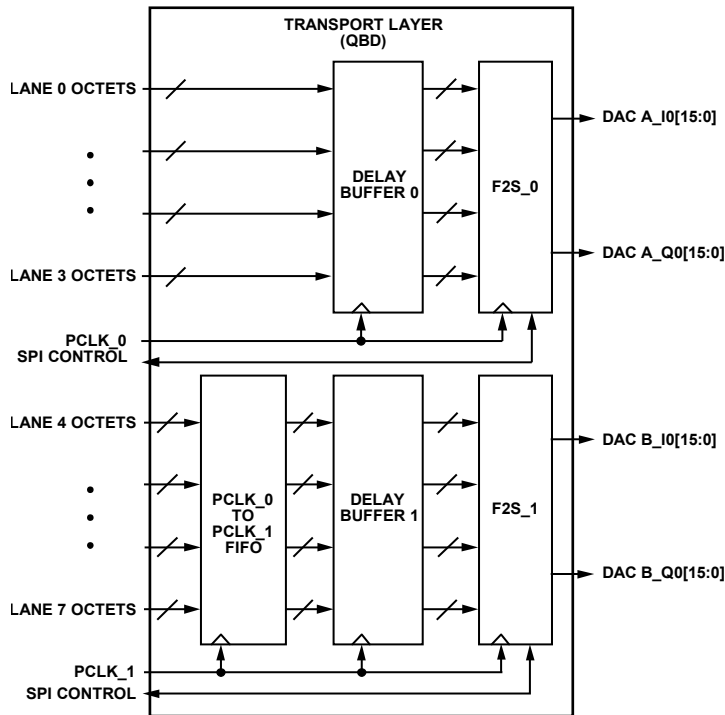 TRANSPORT LAYER
(QBD)
LANE 0 OCTETS
LANE 3 OCTETS
DELAY
BUFFER 0
F2S_0
DAC A_I0[15:0]
DAC A_Q0[15:0]
PCLK_0
SPI CONTROL
LANE 4 OCTETS
LANE 7 OCTETS
PCLK_0
TO
PCLK_1
FIFO
DELAY
BUFFER 1
F2S_1
DAC B_I0[15:0]
DAC B_Q0[15:0]
PCLK_1
SPI CONTROL